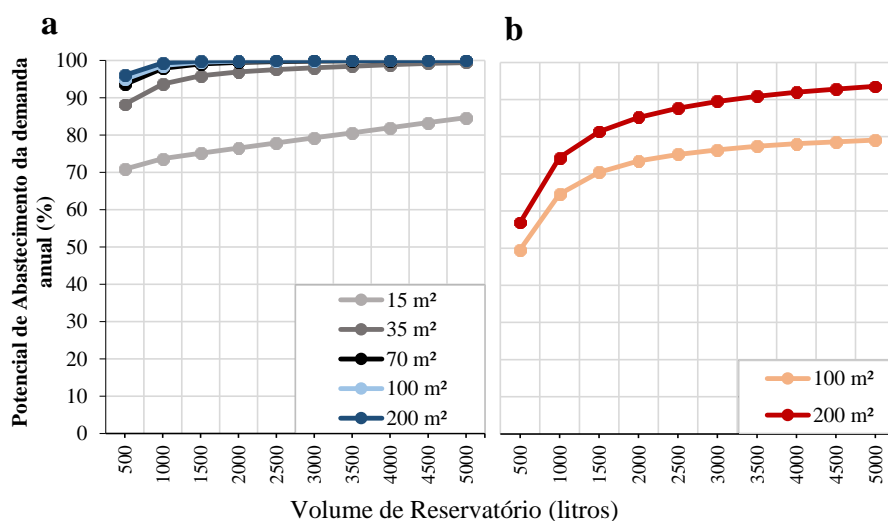 a
b
Potencial de Abastecimento da demanda
anual (%)
100
90
80
70
60
50
40
30
20
10
0
15 m²
35 m²
70 m²
100 m²
200 m²
100 m²
200 m²
500 1000 1500 2000 2500 3000 3500 4000 4500 5000
500 1000 1500 2000 2500 3000 3500 4000 4500 5000
Volume de Reservatório (litros)